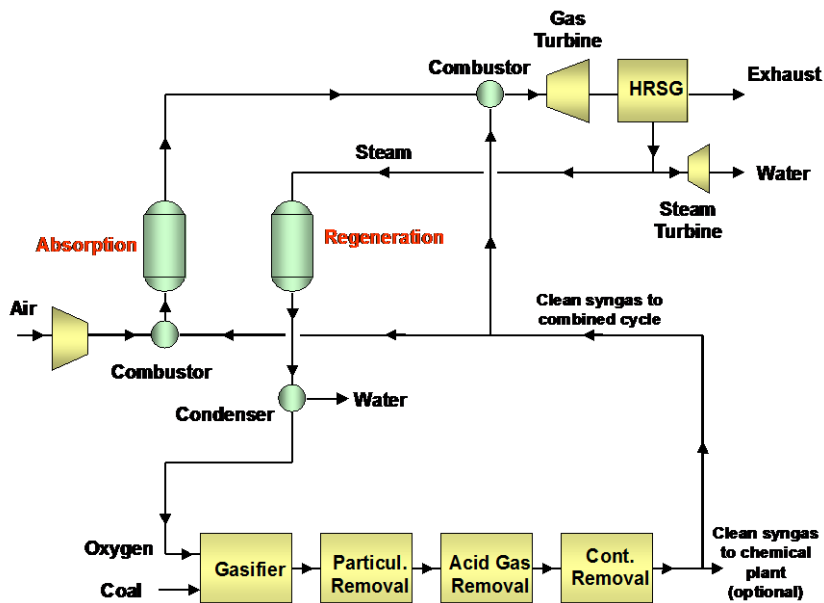 Gas
Turbine
Combustor
HRSG
Exhaust
Steam
Water
Steam
Turbine
Absorption
Regeneration
Air
Clean syngas to
combined cycle
Combustor
Condenser
Water
Oxygen
Coal
Gasifier
Particul.
Removal
Acid Gas
Removal
Cont.
Removal
Clean syngas
to chemical
plant
(optional)